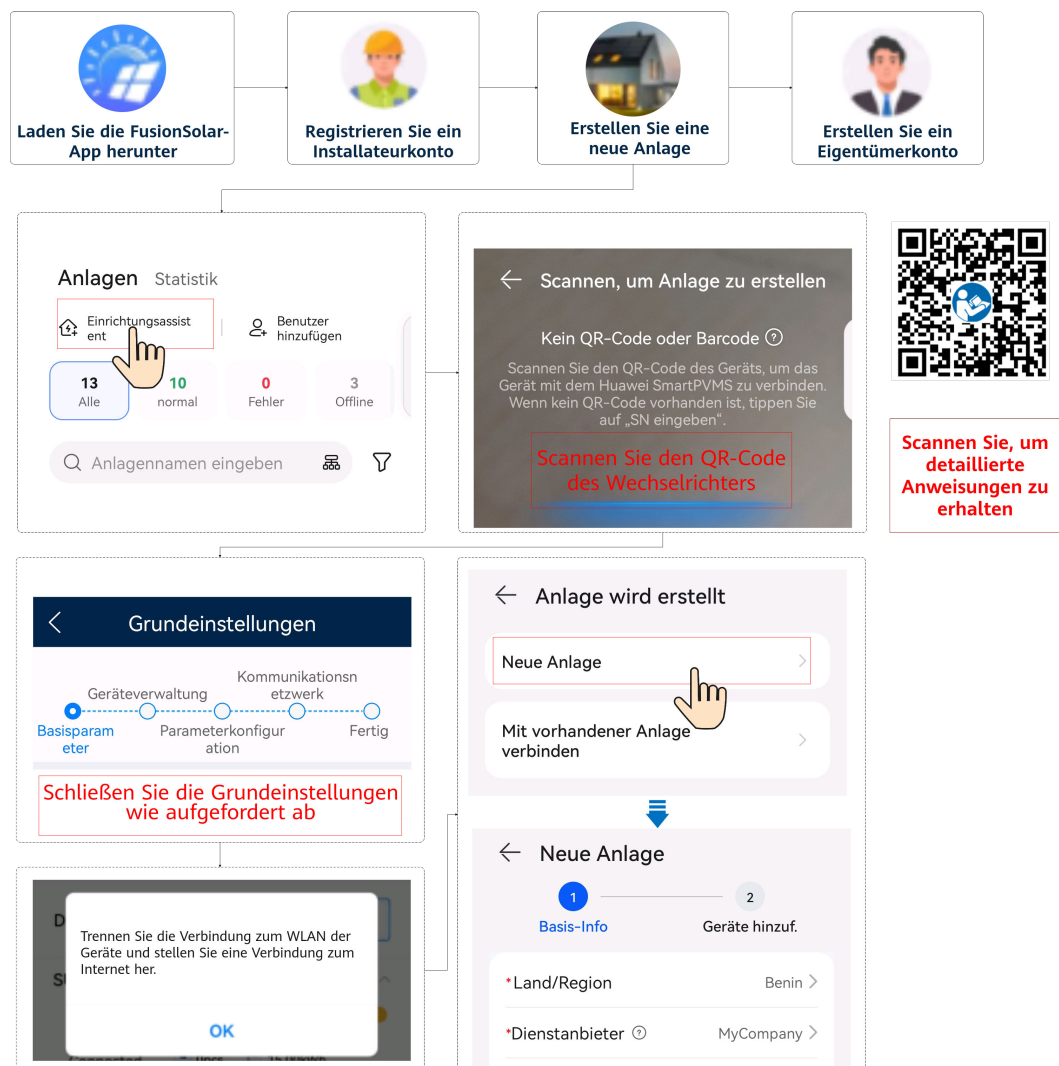 Laden Sie die FusionSolar-
App herunter
Registrieren Sie ein
Installateurkonto
Erstellen Sie eine
neue Anlage
Erstellen Sie ein
Eigentümerkonto
Anlagen Statistik
Einrichtungsassist
ent
Benutzer
hinzufügen
13
Alle
10
normal
0
Fehler
3
Offline
Anlagennamen eingeben
Scannen, um Anlage zu erstellen
Kein QR-Code oder Barcode
Scannen Sie den QR-Code des Geräts, um das
Gerät mit dem Huawei SmartPVMS zu verbinden.
Wenn kein QR-Code vorhanden ist, tippen Sie
auf „SN eingeben“.
Scannen Sie den QR-Code
des Wechselrichters
Scannen Sie, um
detaillierte
Anweisungen zu
erhalten
Grundeinstellungen
Basisparam
eter
Geräteverwaltung
Parameterkonfigur
ation
Kommunikationsn
etzwerk
Fertig
Schließen Sie die Grundeinstellungen
wie aufgefordert ab
Trennen Sie die Verbindung zum WLAN der
Geräte und stellen Sie eine Verbindung zum
Internet her.
OK
Anlage wird erstellt
Neue Anlage
Mit vorhandener Anlage
verbinden
Neue Anlage
1
Basis-Info
2
Geräte hinzuf.
*Land/Region Benin
*Dienstanbieter MyCompany